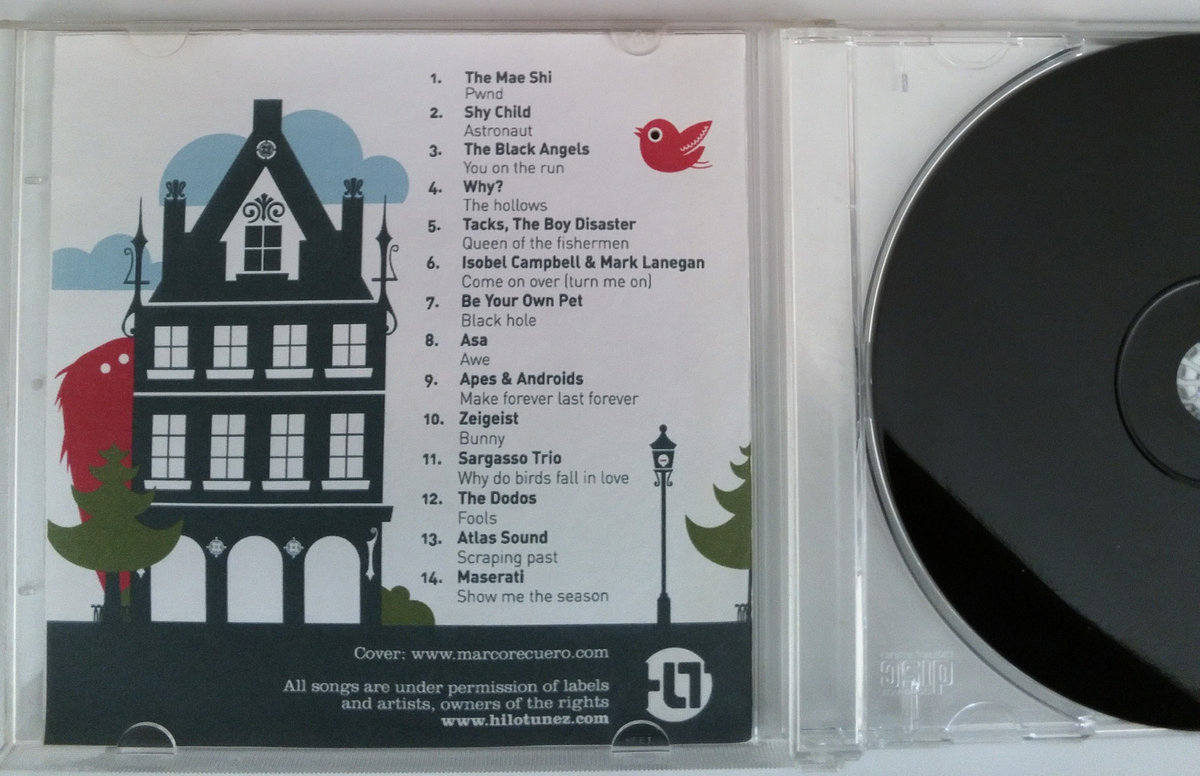 1. The Mae Shi
Pwnd
2. Shy Child
Astronaut
3. The Black Angels
You on the run
4. Why?
The hollows
5. Tacks, The Boy Disaster
Queen of the fishermen
6. Isobel Campbell & Mark Lanegan
Come on over (turn me on)
7. Be Your Own Pet
Black hole
8. Asa
Awe
9. Apes & Androids
Make forever last forever
10. Zeigeist
Bunny
11. Sargasso Trio
Why do birds fall in love
12. The Dodos
Fools
13. Atlas Sound
Scraping past
14. Maserati
Show me the season
Cover: www.marcorecuero.com
All songs are under permission of labels
and artists, owners of the rights
www.hilotunez.com